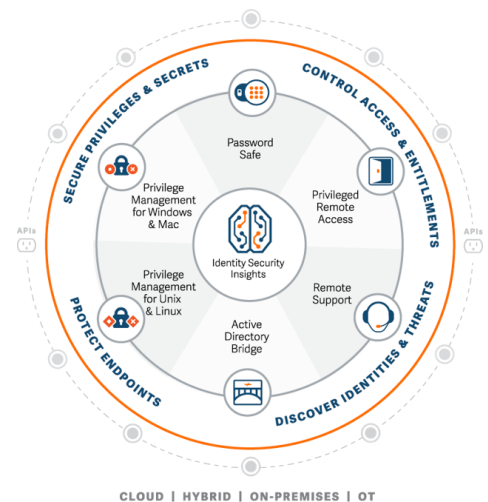 SECURE PRIVILEGES & SECRETS
CONTROL ACCESS & ENTITLEMENTS
Password
Safe
Privilege
Management
for Windows
& Mac
Privileged
Remote
Access
APIs
APIs
Identity Security
Insights
Privilege
Management
for Unix
& Linux
Remote
Support
Active
Directory
Bridge
PROTECT ENDPOINTS
DISCOVER IDENTITIES & THREATS
CLOUD | HYBRID | ON-PREMISES | OT